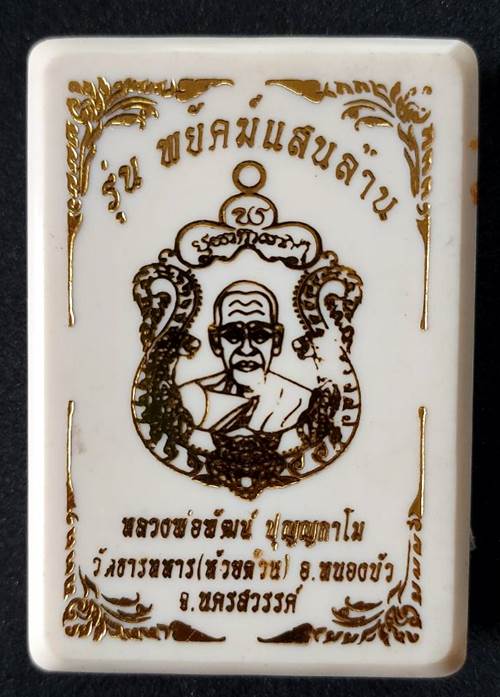 รุ่น พยัคฆ์แสนล้าน
หลวงพ่อพัฒน์ ปุญฺญกาโม
วัดธารทหาร(ห้วยด้วน) อ.หนองบัว
จ.นครสวรรค์